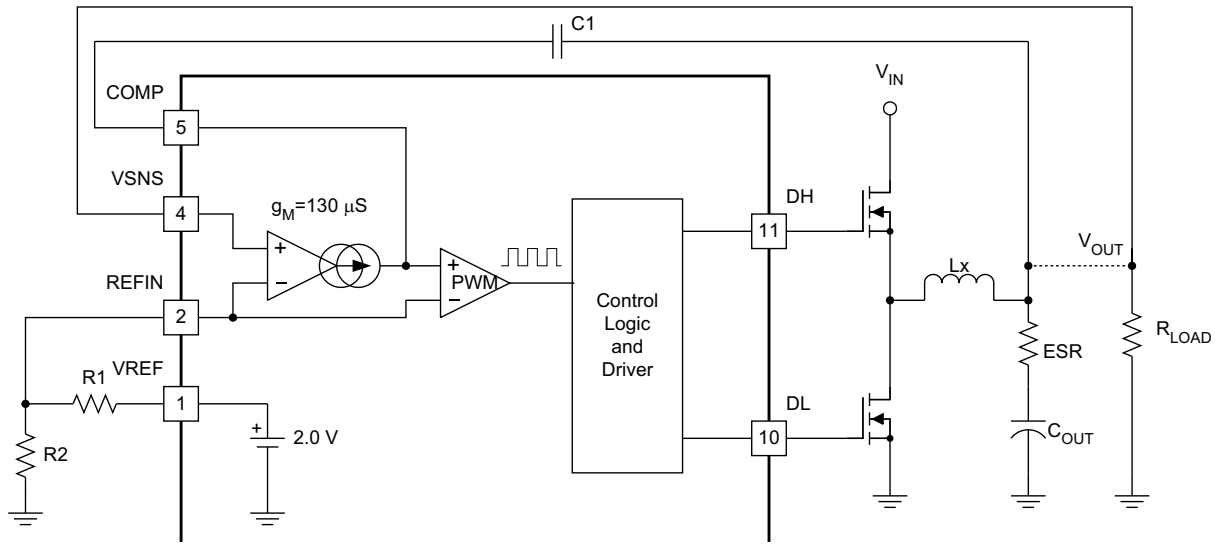 C1
COMP
5
VSNS
4
g_M=130 µS
+
−
REFIN
2
VREF
1
R1
R2
+
2.0 V
+
PWM
−
Control
Logic
and
Driver
DH
11
DL
10
V_IN
Lx
V_OUT
ESR
C_OUT
R_LOAD